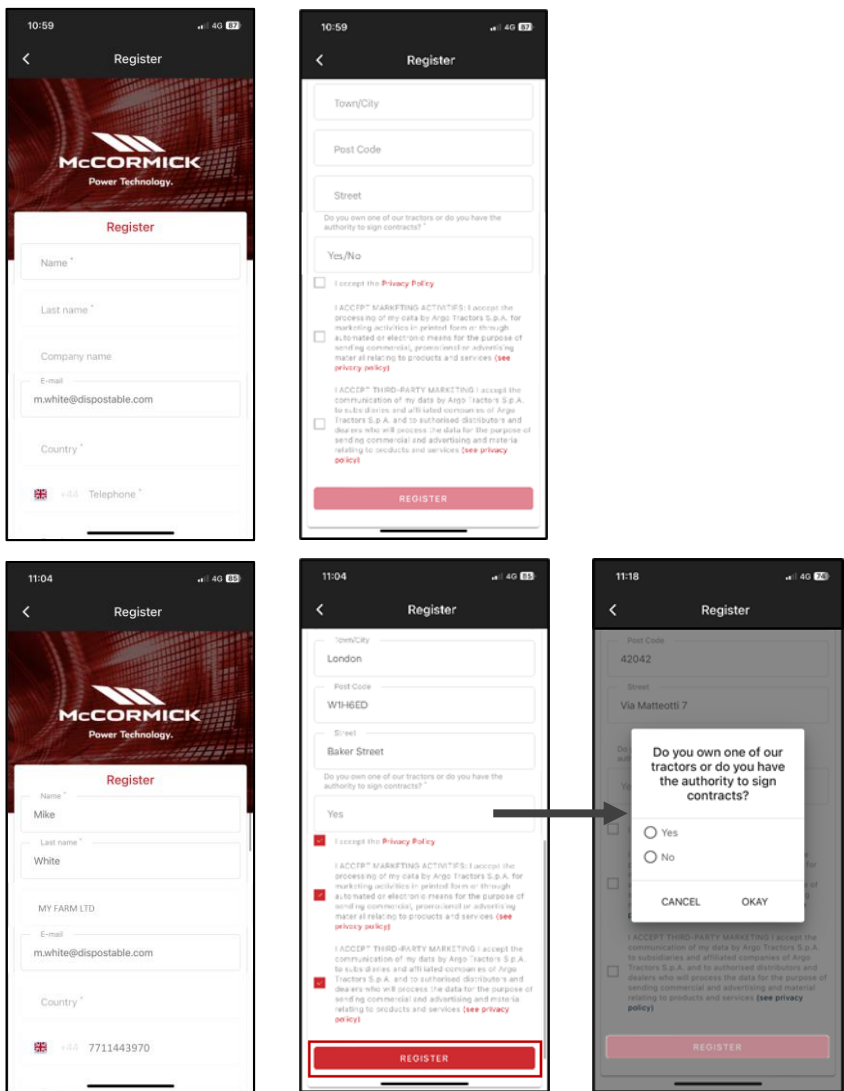 10:59
4G 87
Register
McCORMICK
Power Technology.
Register
Name *
Last name *
Company name
E-mail
m.white@dispostable.com
Country *
+44 Telephone *
10:59
4G 87
Register
Town/City
Post Code
Street
Do you own one of our tractors or do you have the
authority to sign contracts? *
Yes/No
I accept the Privacy Policy
I ACCEPT MARKETING ACTIVITIES: I accept the
processing of my data by Argo Tractors S.p.A. for
marketing activities in printed form or through
automated or electronic means for the purpose of
sending commercial, promotional or advertising
material relating to products and services (see
privacy policy)
I ACCEPT THIRD-PARTY MARKETING I accept the
communication of my data by Argo Tractors S.p.A.
to subsidiaries and affiliated companies of Argo
Tractors S.p.A. and to authorised distributors and
dealers who will process the data for the purpose of
sending commercial and advertising and materia
relating to products and services (see privacy
policy)
REGISTER
11:04
4G 85
Register
McCORMICK
Power Technology.
Register
Name *
Mike
Last name *
White
MY FARM LTD
E-mail
m.white@dispostable.com
Country *
+44 7711443970
11:04
4G 85
Register
Town/City
London
Post Code
W1H6ED
Street
Baker Street
Do you own one of our tractors or do you have the
authority to sign contracts? *
Yes
I accept the Privacy Policy
I ACCEPT MARKETING ACTIVITIES: I accept the
processing of my data by Argo Tractors S.p.A. for
marketing activities in printed form or through
automated or electronic means for the purpose of
sending commercial, promotional or advertising
material relating to products and services (see
privacy policy)
I ACCEPT THIRD-PARTY MARKETING I accept the
communication of my data by Argo Tractors S.p.A.
to subsidiaries and affiliated companies of Argo
Tractors S.p.A. and to authorised distributors and
dealers who will process the data for the purpose of
sending commercial and advertising and materia
relating to products and services (see privacy
policy)
REGISTER
11:18
4G 74
Register
Post Code
42042
Street
Via Matteotti 7
Do you own one of our
tractors or do you have
the authority to sign
contracts?
Yes
No
CANCEL OKAY
I ACCEPT THIRD-PARTY MARKETING I accept the
communication of my data by Argo Tractors S.p.A.
to subsidiaries and affiliated companies of Argo
Tractors S.p.A. and to authorised distributors and
dealers who will process the data for the purpose of
sending commercial and advertising and material
relating to products and services (see privacy
policy)
REGISTER